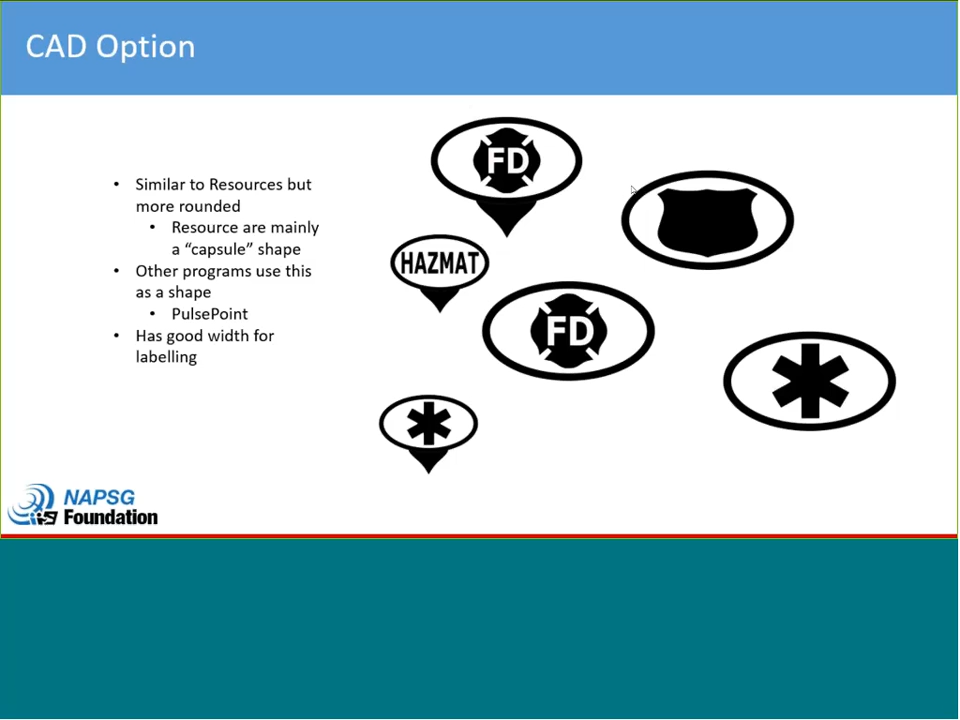 CAD Option
• Similar to Resources but
more rounded
• Resource are mainly
a “capsule” shape
• Other programs use this
as a shape
• PulsePoint
• Has good width for
labelling
FD
HAZMAT
FD
NAPSG
Foundation